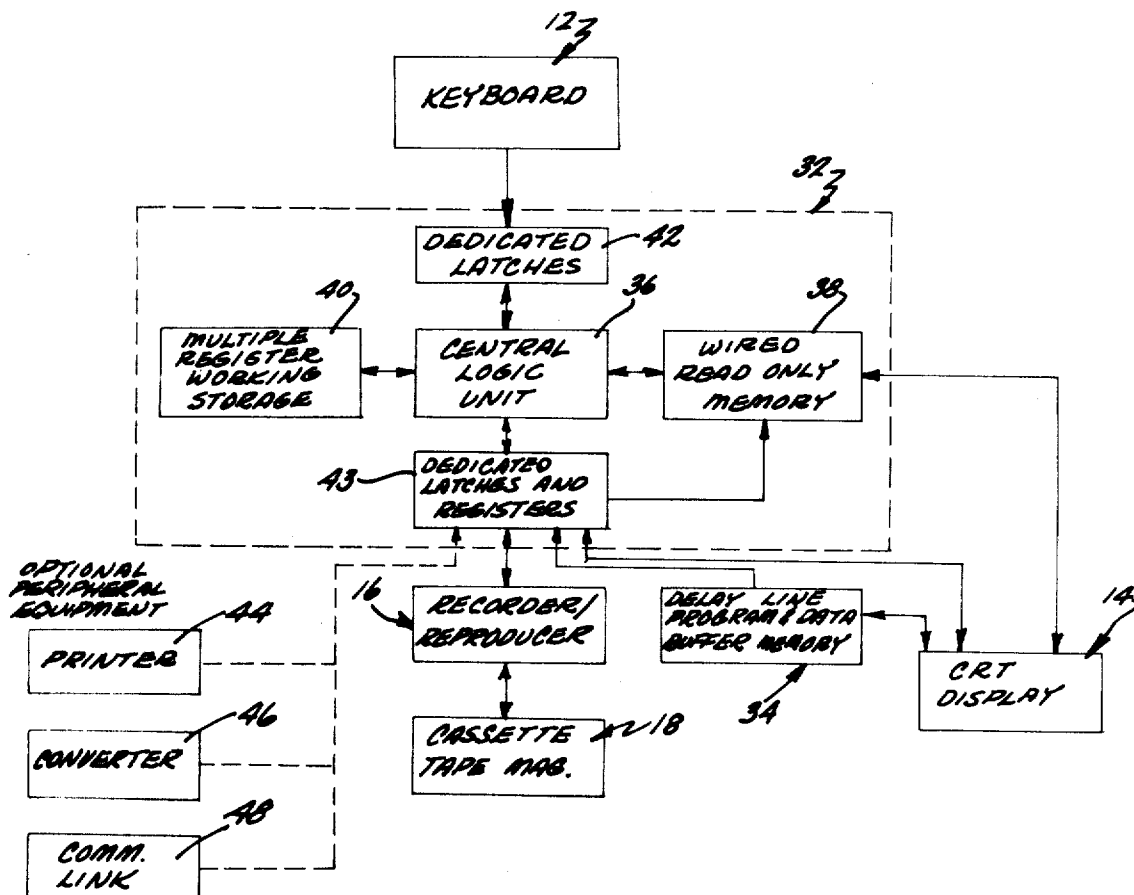 12
KEYBOARD
32
DEDICATED
LATCHES
42
40
MULTIPLE
REGISTER
WORKING
STORAGE
36
CENTRAL
LOGIC
UNIT
38
WIRED
READ ONLY
MEMORY
43
DEDICATED
LATCHES AND
REGISTERS
OPTIONAL
PERIPHERAL
EQUIPMENT
44
PRINTER
16
RECORDER/
REPRODUCER
DELAY LINE
PROGRAM & DATA
BUFFER MEMORY
34
14
CRT
DISPLAY
46
CONVERTER
CASSETTE
TAPE MAG.
18
48
COMM.
LINK